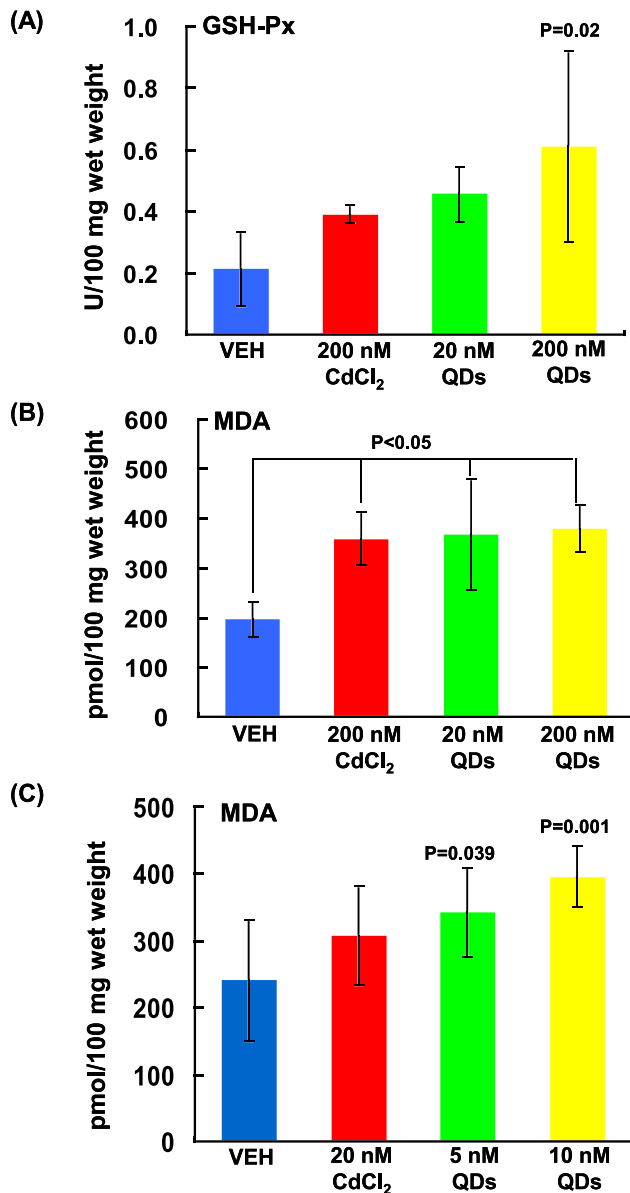 (A)
GSH-Px
P=0.02
U/100 mg wet weight
1.0
0.8
0.6
0.4
0.2
0.0
VEH
200 nM
CdCl₂
20 nM
QDs
200 nM
QDs
(B)
MDA
P<0.05
pmol/100 mg wet weight
600
500
400
300
200
100
0
VEH
200 nM
CdCl₂
20 nM
QDs
200 nM
QDs
(C)
MDA
P=0.039
P=0.001
pmol/100 mg wet weight
500
400
300
200
100
0
VEH
20 nM
CdCl₂
5 nM
QDs
10 nM
QDs